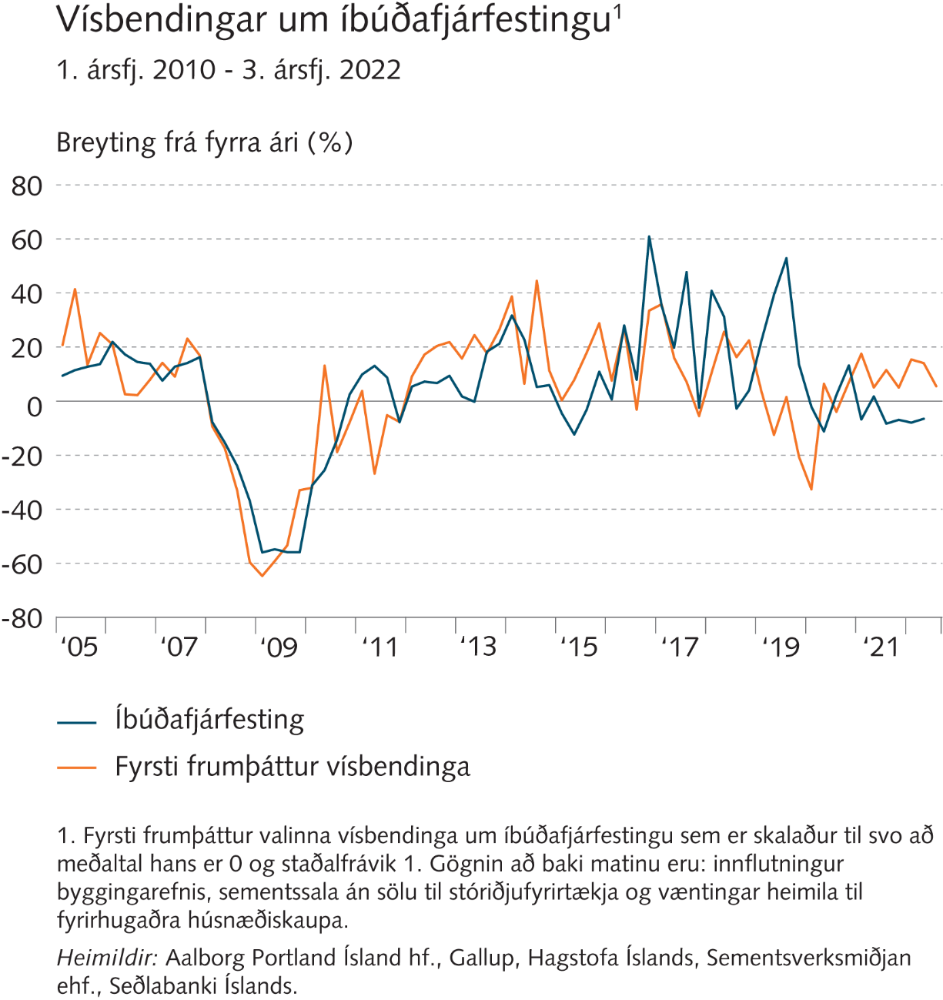 Vísbendingar um íbúðafjárfestingu¹
1. ársfj. 2010 - 3. ársfj. 2022
Breyting frá fyrra ári (%)
80
60
40
20
0
-20
-40
-60
-80
‘05 ‘07 ‘09 ‘11 ‘13 ‘15 ‘17 ‘19 ‘21
Íbúðafjárfesting
Fyrsti frumþáttur vísbendinga
1. Fyrsti frumþáttur valinna vísbendinga um íbúðafjárfestingu sem er skalaður til svo að
meðaltal hans er 0 og staðalfrávik 1. Gögnin að baki matinu eru: innflutningur
byggingarefnis, sementssala án sölu til stóriðjufyrirtækja og væntingar heimila til
fyrirhugaðra húsnæðiskaupa.
Heimildir: Aalborg Portland Ísland hf., Gallup, Hagstofa Íslands, Sementsverksmiðjan
ehf., Seðlabanki Íslands.